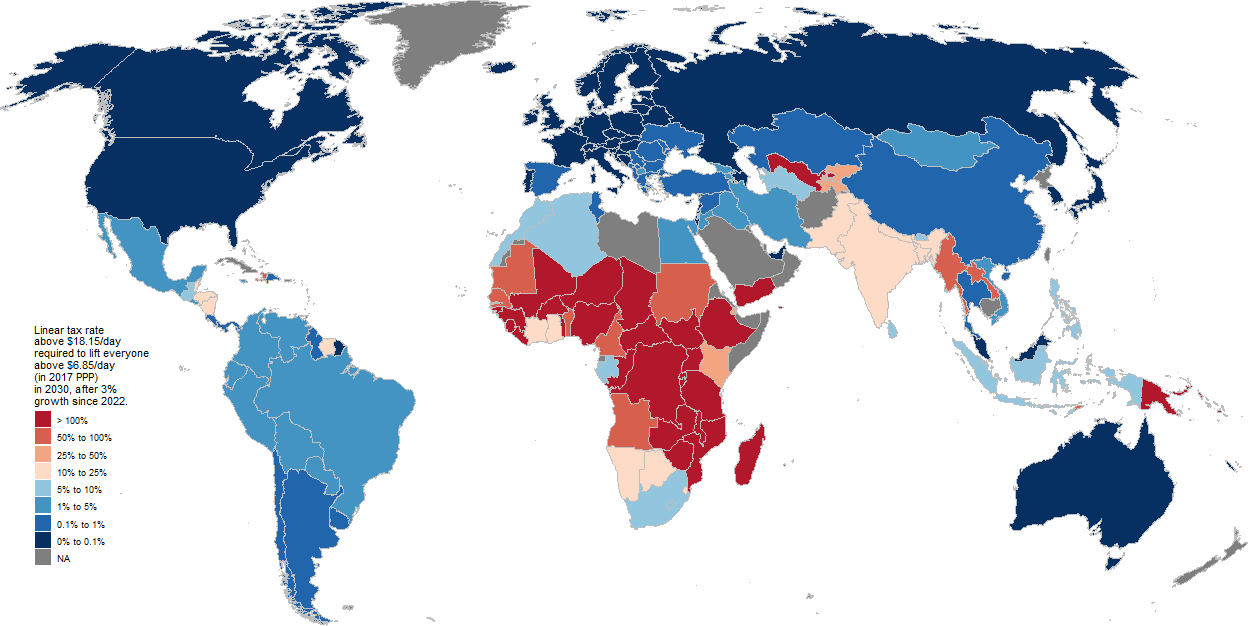 Linear tax rate
above $18.15/day
required to lift everyone
above $6.85/day
(in 2017 PPP)
in 2030, after 3%
growth since 2022.
> 100%
50% to 100%
25% to 50%
10% to 25%
5% to 10%
1% to 5%
0.1% to 1%
0% to 0.1%
NA